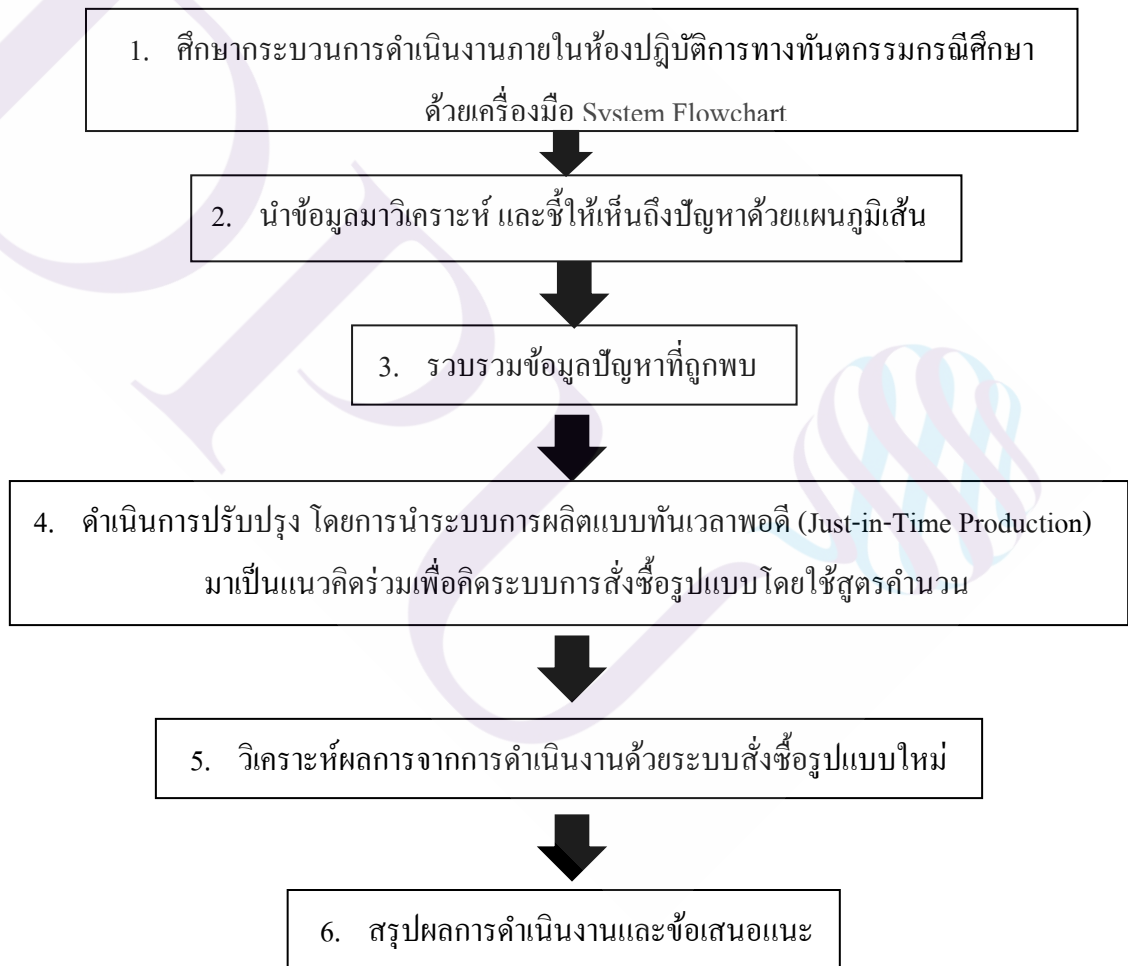 1. ศึกษากระบวนการดำเนินงานภายในห้องปฎิบัติการทางทันตกรรมกรณีศึกษา
ด้วยเครื่องมือ System Flowchart
2. นำข้อมูลมาวิเคราะห์ และชี้ให้เห็นถึงปัญหาด้วยแผนภูมิเส้น
3. รวบรวมข้อมูลปัญหาที่ถูกพบ
4. ดำเนินการปรับปรุง โดยการนำระบบการผลิตแบบทันเวลาพอดี (Just-in-Time Production)
มาเป็นแนวคิดร่วมเพื่อคิดระบบการสั่งซื้อรูปแบบโดยใช้สูตรคำนวน
5. วิเคราะห์ผลการจากการดำเนินงานด้วยระบบสั่งซื้อรูปแบบใหม่
6. สรุปผลการดำเนินงานและข้อเสนอแนะ
DPU